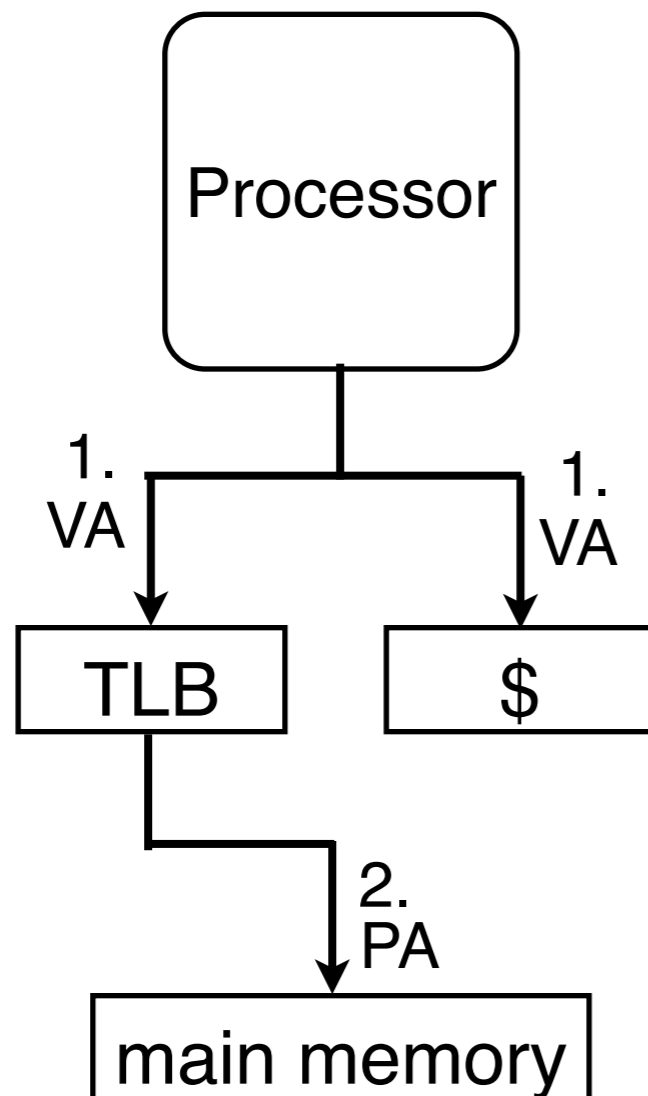 Processor
1.
VA
1.
VA
TLB
$
2.
PA
main memory